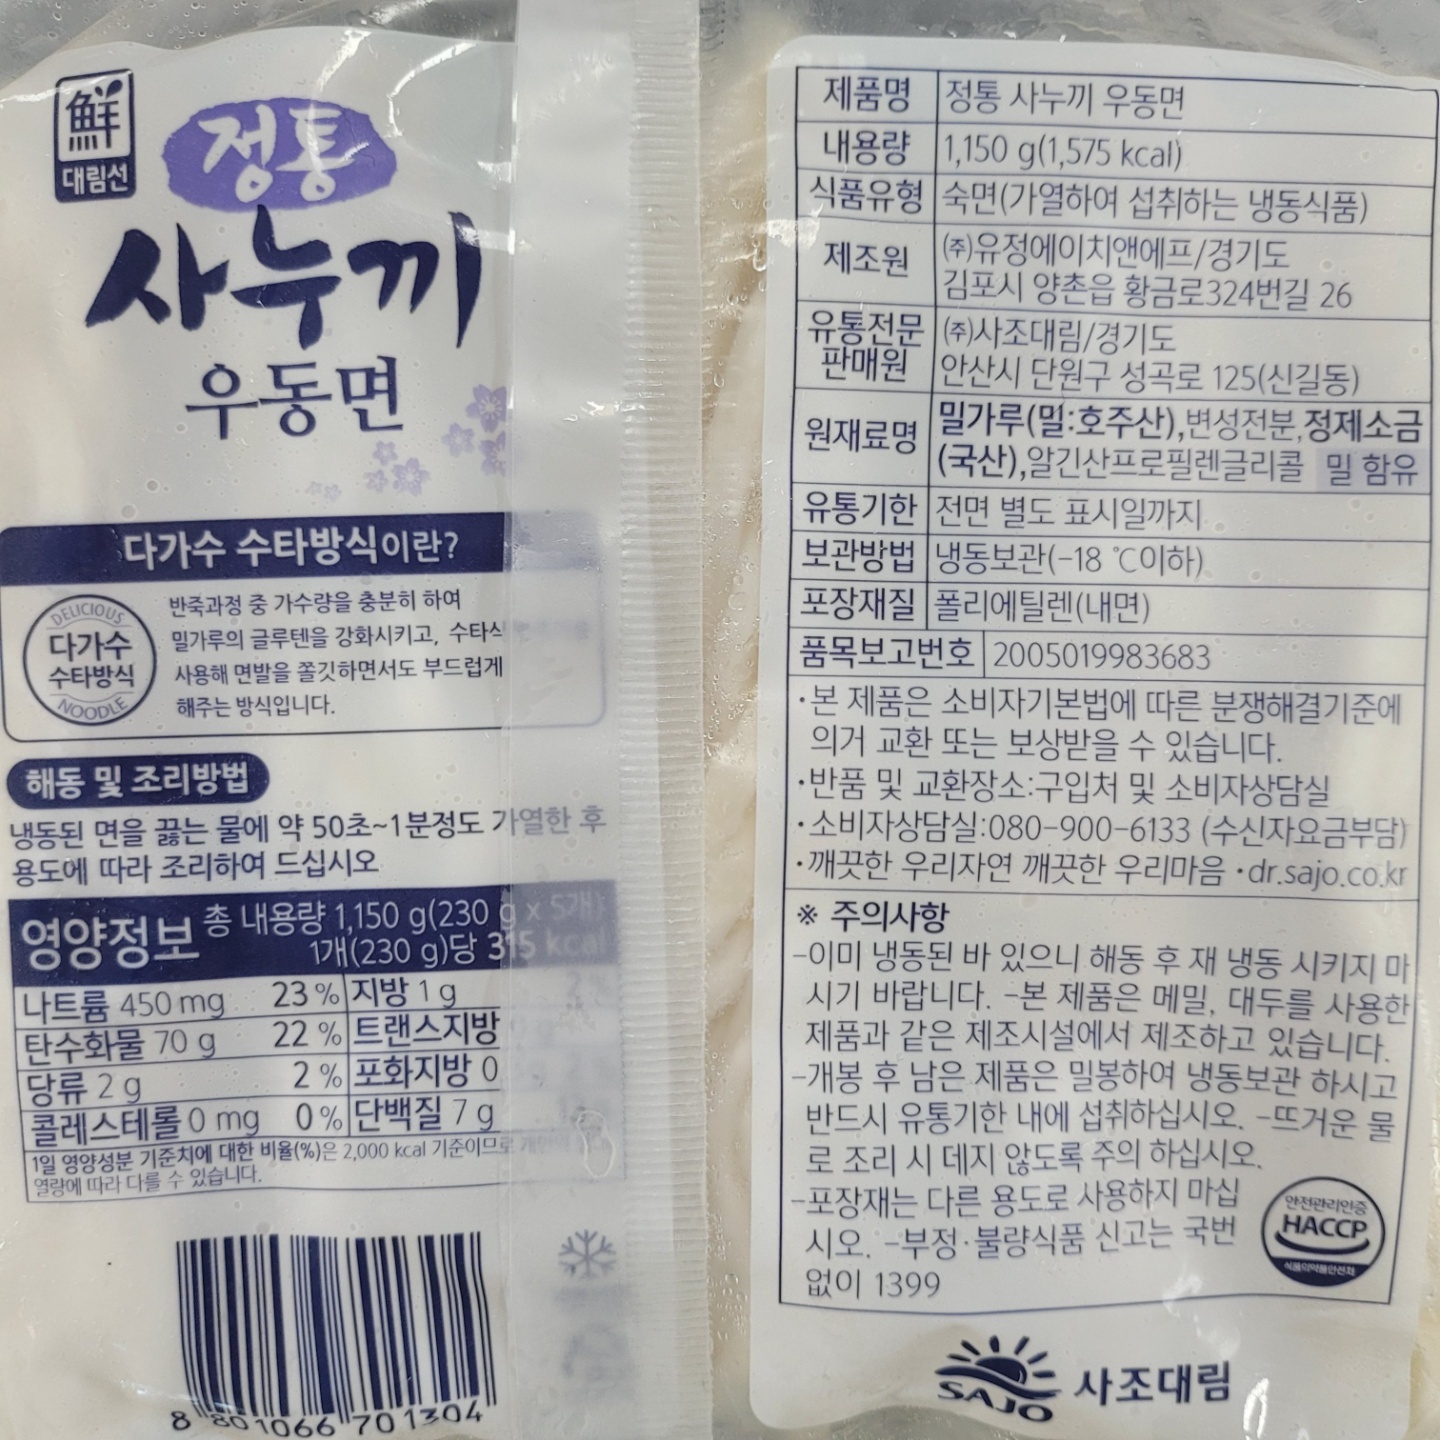 鮮
대림선
정통
사누끼
우동면
다가수 수타방식이란?
DELICIOUS
다가수
수타방식
NOODLE
반죽과정 중 가수량을 충분히 하여
밀가루의 글루텐을 강화시키고, 수타식
사용해 면발을 쫄깃하면서도 부드럽게
해주는 방식입니다.
해동 및 조리방법
냉동된 면을 끓는 물에 약 50초~1분정도 가열한 후
용도에 따라 조리하여 드십시오
영양정보 총 내용량 1,150 g(230 g x 5개)
1개(230 g)당 315 kcal
나트륨 450 mg 23 % 지방 1 g 2 %
탄수화물 70 g 22 % 트랜스지방
당류 2 g 2 % 포화지방 0
콜레스테롤 0 mg 0 % 단백질 7 g
1일 영양성분 기준치에 대한 비율(%)은 2,000 kcal 기준이므로
열량에 따라 다를 수 있습니다.
8 801066 701304
제품명 정통 사누끼 우동면
내용량 1,150 g(1,575 kcal)
식품유형 숙면(가열하여 섭취하는 냉동식품)
제조원 ㈜유정에이치앤에프/경기도
김포시 양촌읍 황금로324번길 26
유통전문 ㈜사조대림/경기도
판매원 안산시 단원구 성곡로 125(신길동)
원재료명 밀가루(밀:호주산),변성전분,정제소금
(국산),알긴산프로필렌글리콜 밀 함유
유통기한 전면 별도 표시일까지
보관방법 냉동보관(-18 ℃이하)
포장재질 폴리에틸렌(내면)
품목보고번호 2005019983683
·본 제품은 소비자기본법에 따른 분쟁해결기준에
의거 교환 또는 보상받을 수 있습니다.
·반품 및 교환장소:구입처 및 소비자상담실
·소비자상담실:080-900-6133 (수신자요금부담)
·깨끗한 우리자연 깨끗한 우리마음 ·dr.sajo.co.kr
※ 주의사항
-이미 냉동된 바 있으니 해동 후 재 냉동 시키지 마
시기 바랍니다. -본 제품은 메밀, 대두를 사용한
제품과 같은 제조시설에서 제조하고 있습니다.
-개봉 후 남은 제품은 밀봉하여 냉동보관 하시고
반드시 유통기한 내에 섭취하십시오. -뜨거운 물
로 조리 시 데지 않도록 주의 하십시오.
-포장재는 다른 용도로 사용하지 마십
시오. -부정·불량식품 신고는 국번
없이 1399
안전관리인증
HACCP
식품의약품안전처
SAJO 사조대림